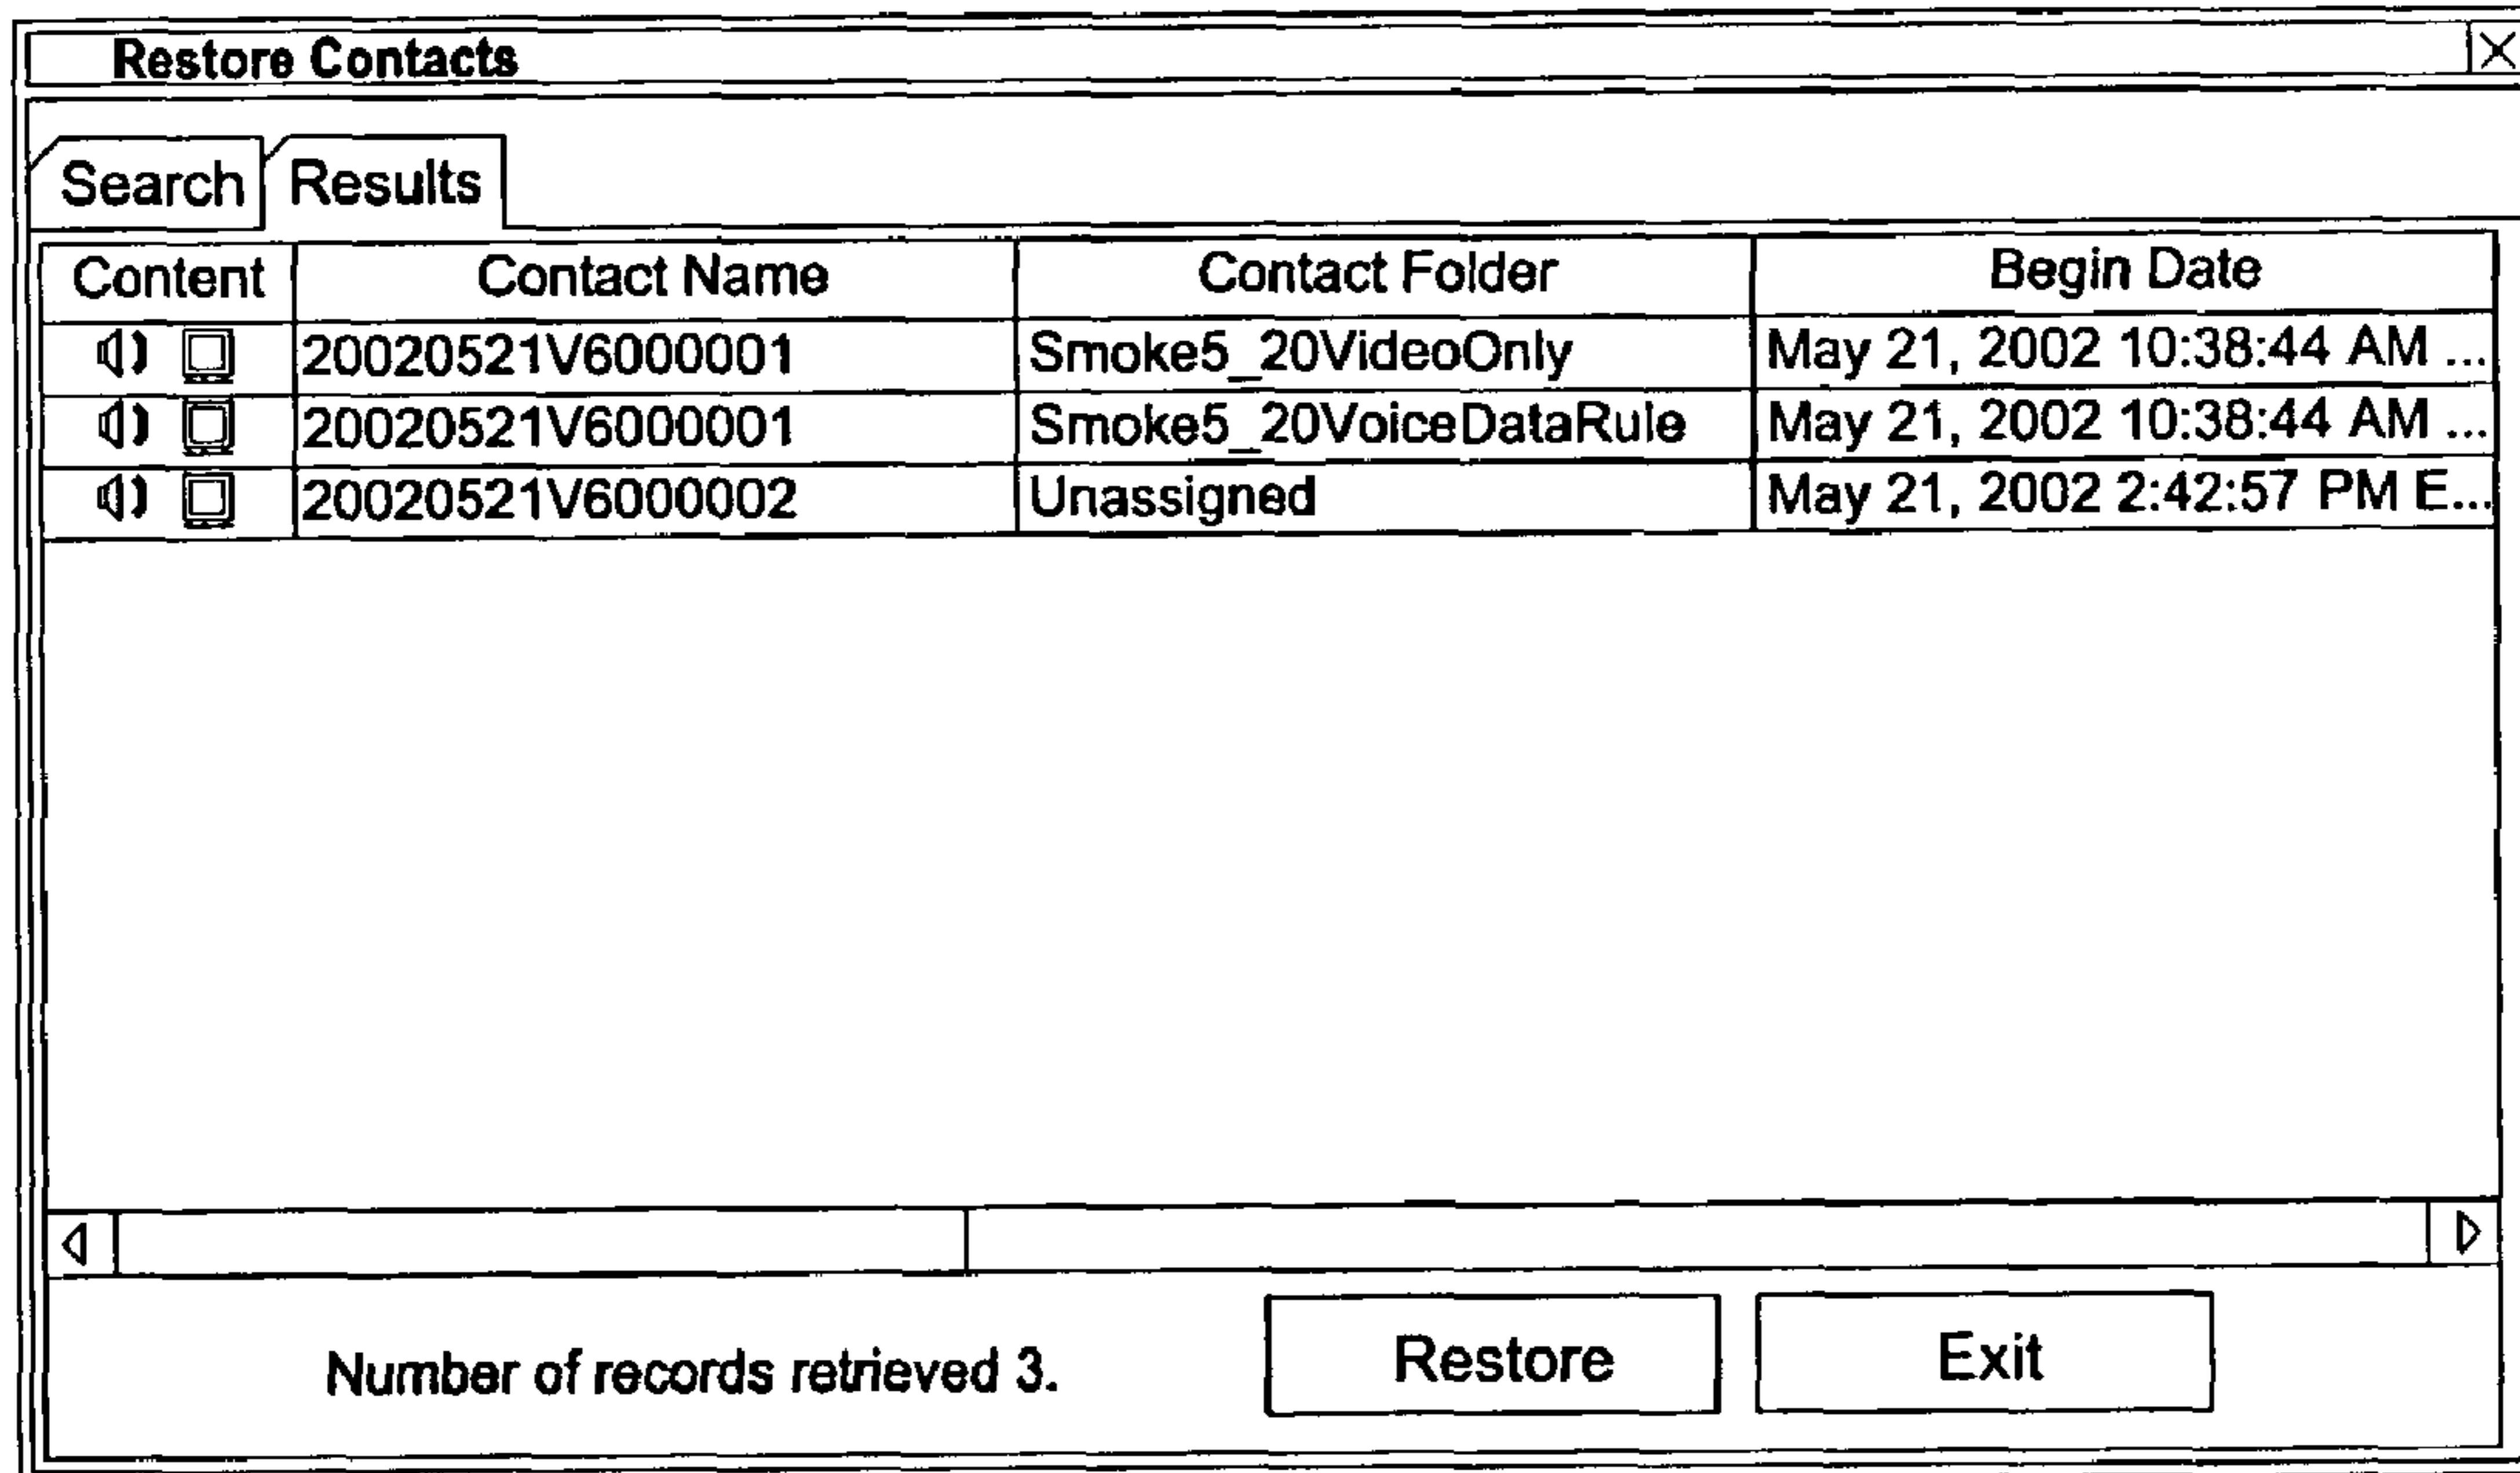 Restore Contacts
Search Results
Content Contact Name Contact Folder Begin Date
20020521V6000001 Smoke5_20VideoOnly May 21, 2002 10:38:44 AM ...
20020521V6000001 Smoke5_20VoiceDataRule May 21, 2002 10:38:44 AM ...
20020521V6000002 Unassigned May 21, 2002 2:42:57 PM E...
Number of records retrieved 3. Restore Exit